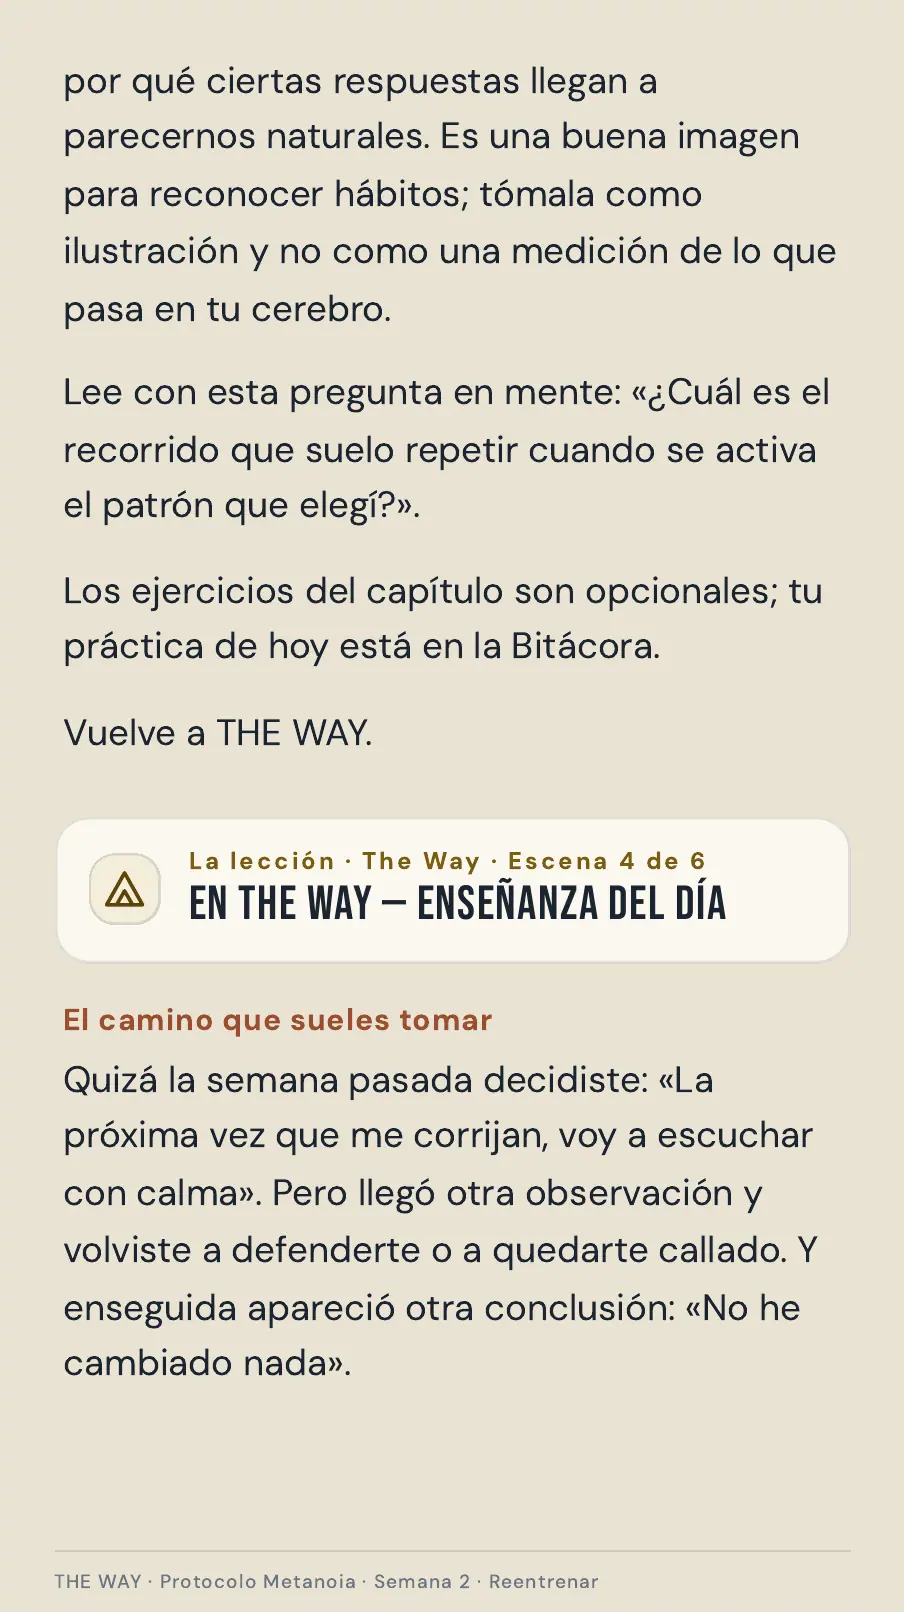 por qué ciertas respuestas llegan a
parecernos naturales. Es una buena imagen
para reconocer hábitos; tómala como
ilustración y no como una medición de lo que
pasa en tu cerebro.
Lee con esta pregunta en mente: «¿Cuál es el
recorrido que suelo repetir cuando se activa
el patrón que elegí?».
Los ejercicios del capítulo son opcionales; tu
práctica de hoy está en la Bitácora.
Vuelve a THE WAY.
La lección · The Way · Escena 4 de 6
EN THE WAY — ENSEÑANZA DEL DÍA
El camino que sueles tomar
Quizá la semana pasada decidiste: «La
próxima vez que me corrijan, voy a escuchar
con calma». Pero llegó otra observación y
volviste a defenderte o a quedarte callado. Y
enseguida apareció otra conclusión: «No he
cambiado nada».
THE WAY · Protocolo Metanoia · Semana 2 · Reentrenar